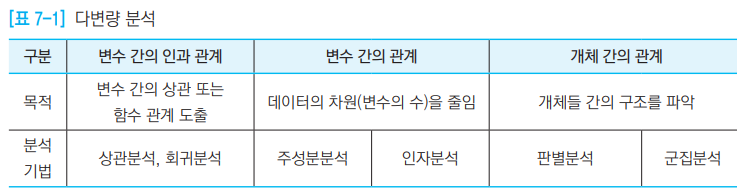 [표 7-1] 다변량 분석
구분 변수 간의 인과 관계 변수 간의 관계 개체 간의 관계
목적 변수 간의 상관 또는 함수 관계 도출 데이터의 차원(변수의 수)을 줄임 개체들 간의 구조를 파악
분석 기법 상관분석, 회귀분석 주성분분석 인자분석 판별분석 군집분석